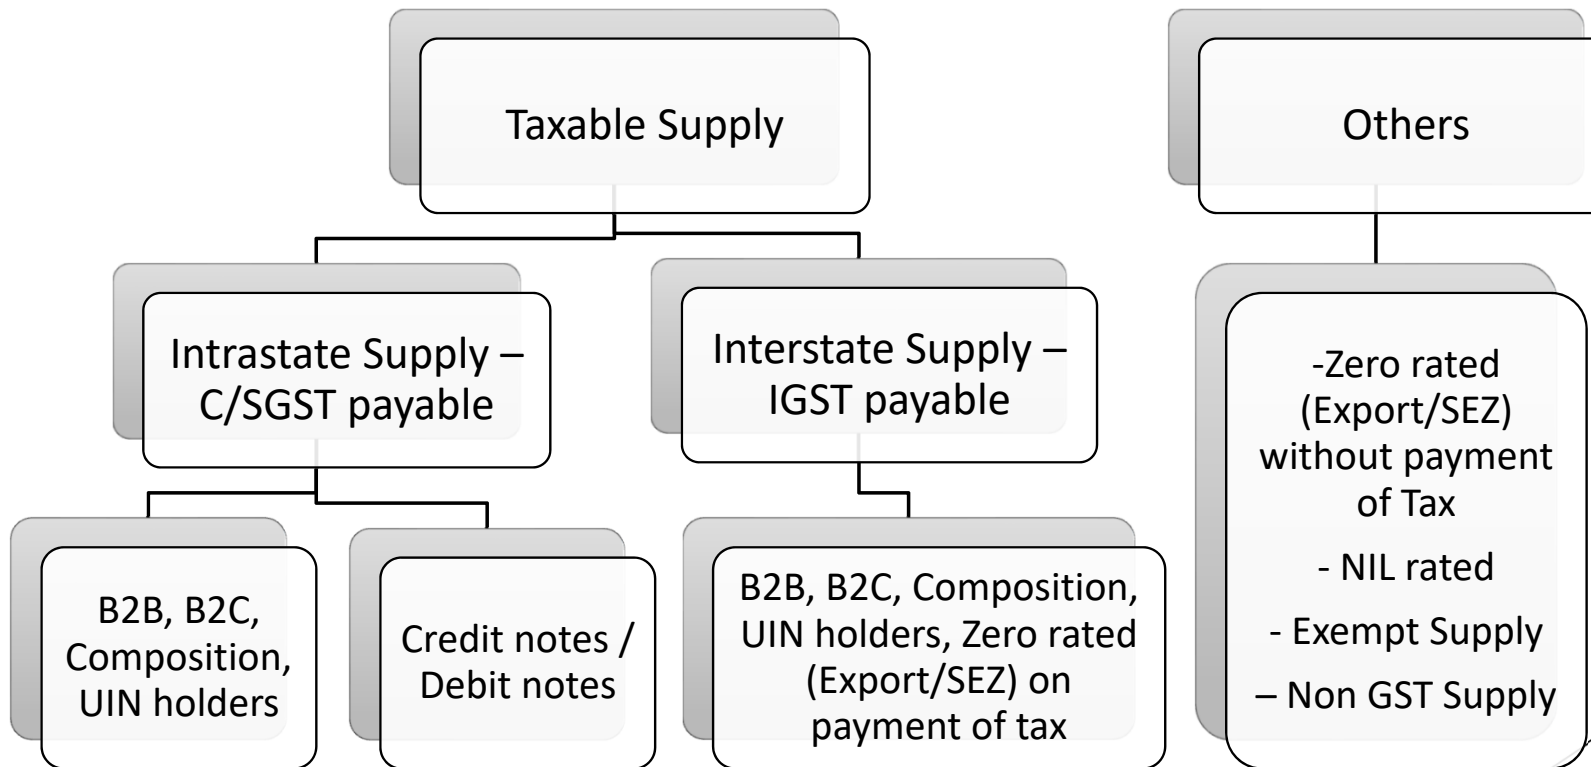 Taxable Supply
Others
Intrastate Supply –
C/SGST payable
Interstate Supply –
IGST payable
B2B, B2C,
Composition,
UIN holders
Credit notes /
Debit notes
B2B, B2C, Composition,
UIN holders, Zero rated
(Export/SEZ) on
payment of tax
-Zero rated
(Export/SEZ)
without payment
of Tax
- NIL rated
- Exempt Supply
– Non GST Supply